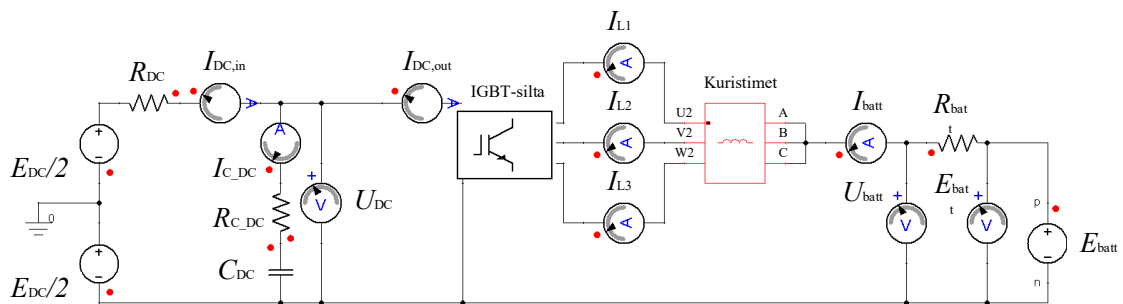 I_L1
I_DC,in
I_DC,out
R_DC
IGBT-silta
Kuristimet
A
A
A
I_L2
U2
A
I_batt
R_bat
t
E_DC/2
A
I_C_DC
A
V2
B
A
W2
C
I_L3
U_DC
V
U_batt
E_bat
t
0
R_C_DC
A
V
V
p
E_batt
E_DC/2
C_DC
n